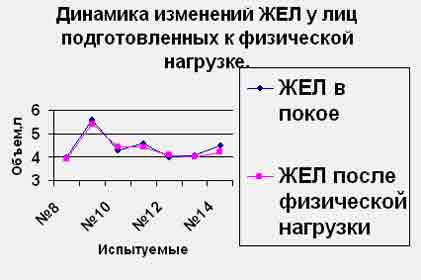 Динамика изменений ЖЕЛ у лиц
подготовленных к физической
нагрузке.
Объем.л
6
5
4
3
№8
№10
№12
№14
Испытуемые
ЖЕЛ в
покое
ЖЕЛ после
физической
нагрузки